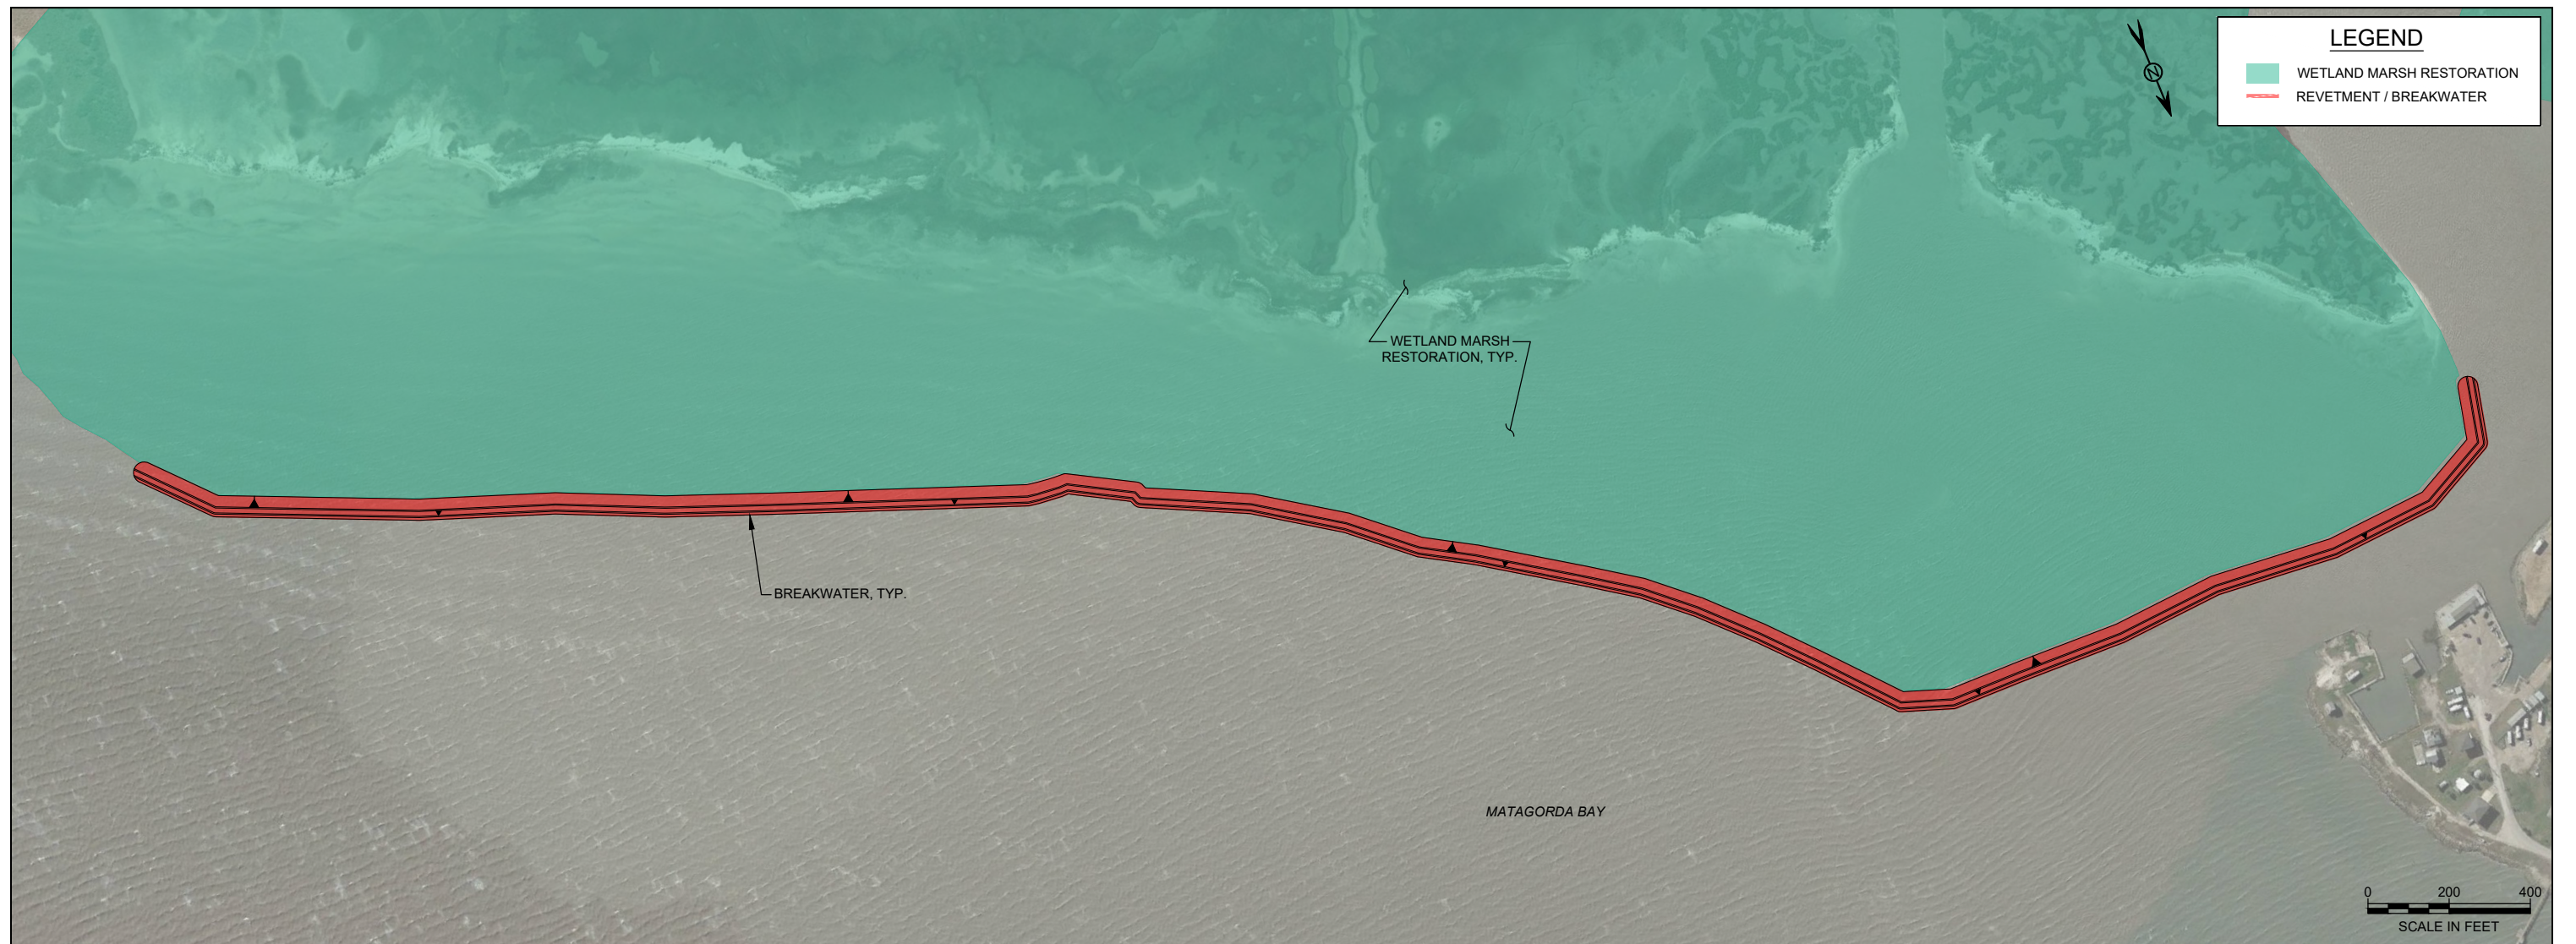 LEGEND
WETLAND MARSH RESTORATION
REVETMENT / BREAKWATER
N
WETLAND MARSH
RESTORATION, TYP.
BREAKWATER, TYP.
MATAGORDA BAY
0 200 400
SCALE IN FEET